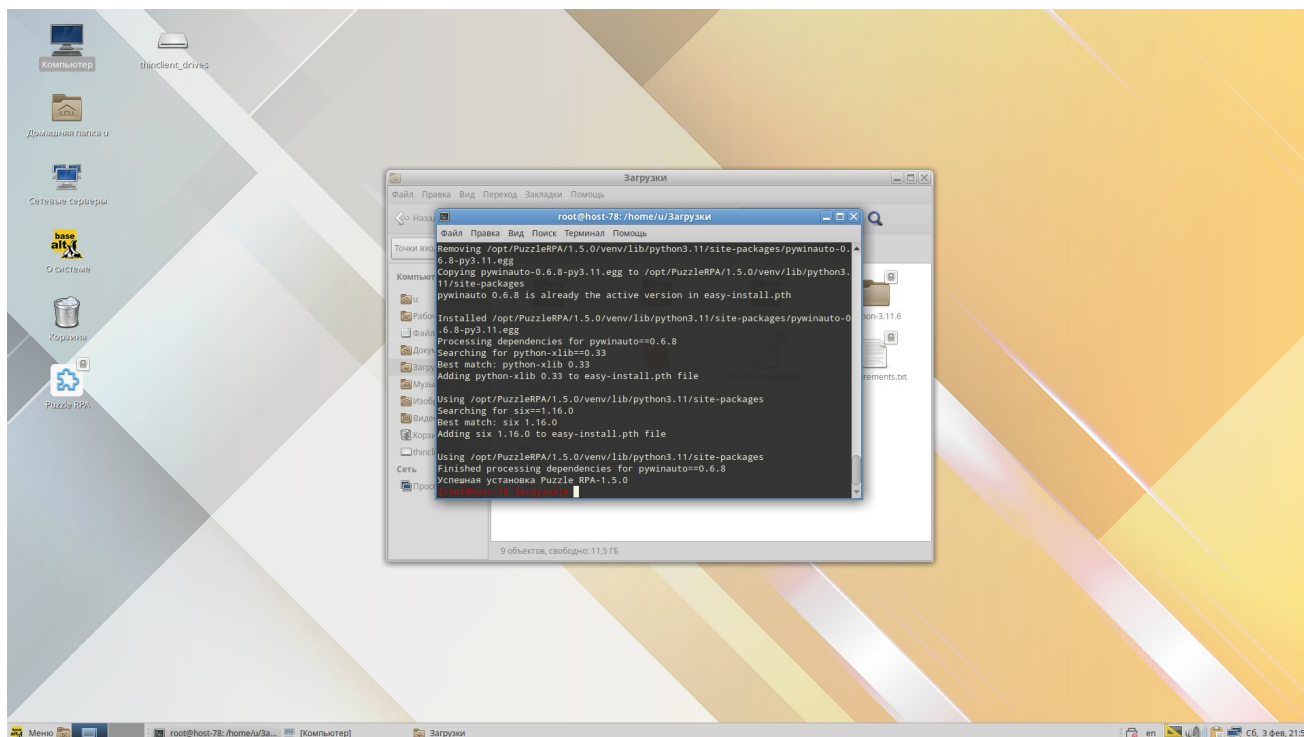 Компьютер
thinclient_drives
Домашняя папка u
Сетевые серверы
base
alt
О системе
Корзина
Puzzle RPA
Загрузки
Файл Правка Вид Переход Закладки Помощь
Компьют
u
Сеть
on-3.11.6
rements.txt
9 объектов, свободно: 11,5 ГБ
root@host-78: /home/u/Загрузки
Файл Правка Вид Поиск Терминал Помощь
Removing /opt/PuzzleRPA/1.5.0/venv/lib/python3.11/site-packages/pywinauto-0.
6.8-py3.11.egg
Copying pywinauto-0.6.8-py3.11.egg to /opt/PuzzleRPA/1.5.0/venv/lib/python3.
11/site-packages
pywinauto 0.6.8 is already the active version in easy-install.pth
Installed /opt/PuzzleRPA/1.5.0/venv/lib/python3.11/site-packages/pywinauto-0
.6.8-py3.11.egg
Processing dependencies for pywinauto==0.6.8
Searching for python-xlib==0.33
Best match: python-xlib 0.33
Adding python-xlib 0.33 to easy-install.pth file
Using /opt/PuzzleRPA/1.5.0/venv/lib/python3.11/site-packages
Searching for six==1.16.0
Best match: six 1.16.0
Adding six 1.16.0 to easy-install.pth file
Using /opt/PuzzleRPA/1.5.0/venv/lib/python3.11/site-packages
Finished processing dependencies for pywinauto==0.6.8
Успешная установка Puzzle RPA-1.5.0
[root@host-78 Загрузки]#
Меню
root@host-78: /home/u/За...
[Компьютер]
Загрузки
en
Сб, 3 фев, 21:5